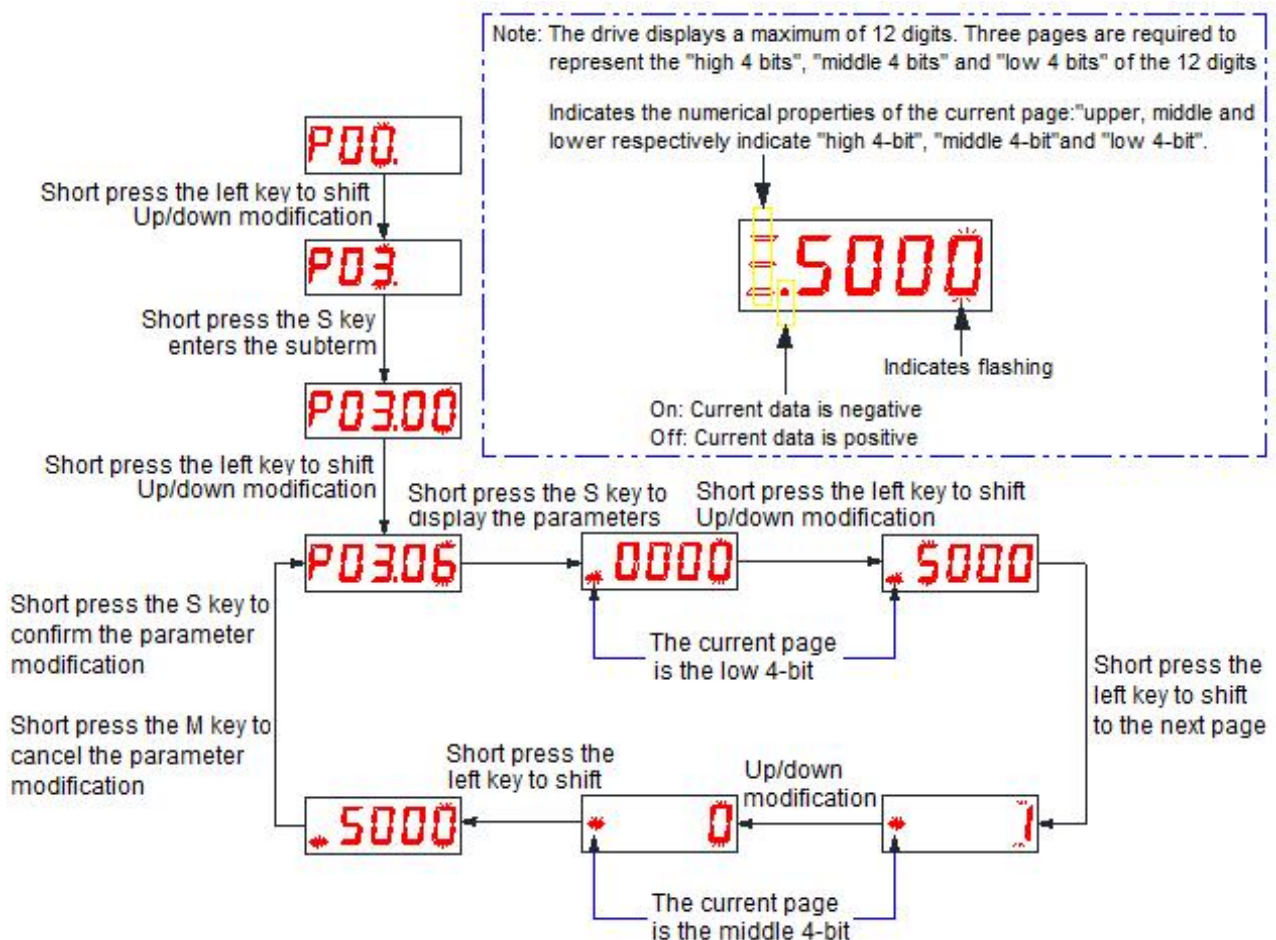 Note: The drive displays a maximum of 12 digits. Three pages are required to
represent the "high 4 bits", "middle 4 bits" and "low 4 bits" of the 12 digits
Indicates the numerical properties of the current page:"upper, middle and
lower respectively indicate "high 4-bit", "middle 4-bit"and "low 4-bit".
.5000
Indicates flashing
On: Current data is negative
Off: Current data is positive
P00.
Short press the left key to shift
Up/down modification
P03.
Short press the S key
enters the subterm
P03.00
Short press the left key to shift
Up/down modification
P03.06
Short press the S key to
display the parameters
.0000
Short press the left key to shift
Up/down modification
.5000
The current page
is the low 4-bit
Short press the
left key to shift
to the next page
1
Up/down
modification
0
The current page
is the middle 4-bit
Short press the
left key to shift
.5000
Short press the S key to
confirm the parameter
modification
Short press the M key to
cancel the parameter
modification